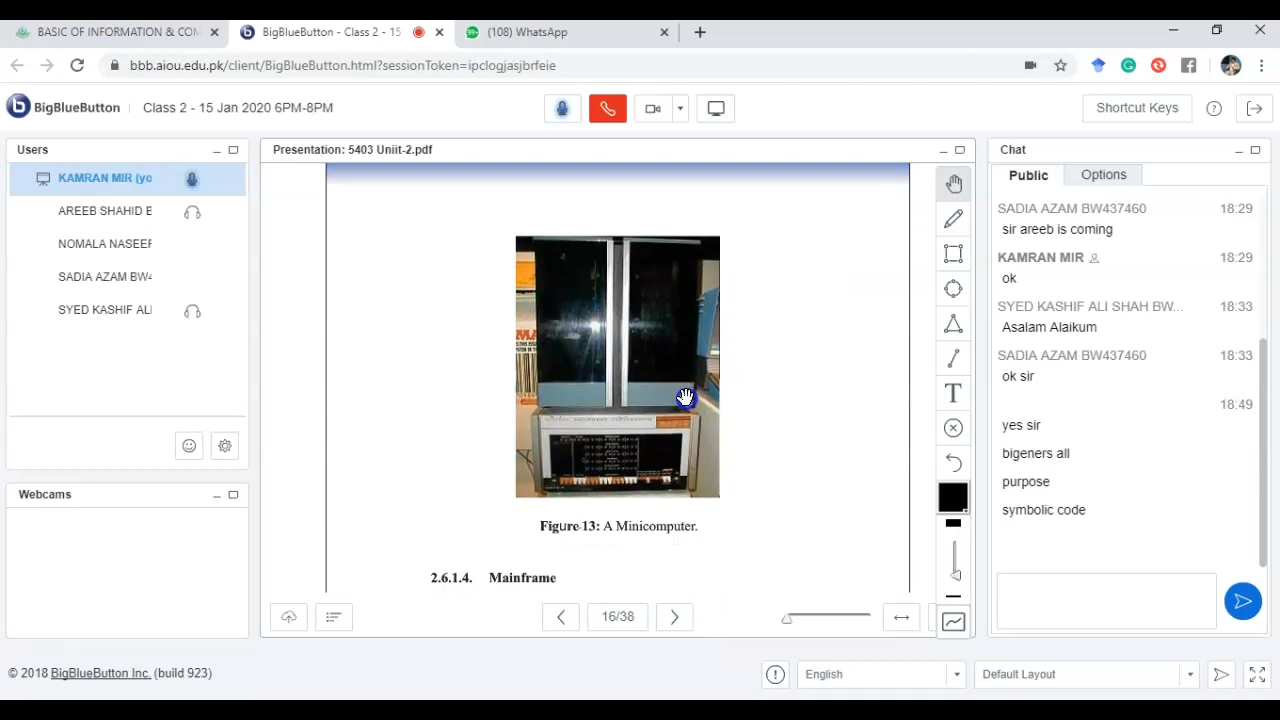 BASIC OF INFORMATION & COM
BigBlueButton - Class 2 - 15
(108) WhatsApp
bbb.aiou.edu.pk/client/BigBlueButton.html?sessionToken=ipclogjasjbrfeie
BigBlueButton
Class 2 - 15 Jan 2020 6PM-8PM
Shortcut Keys
Users
KAMRAN MIR (yo
AREEB SHAHID B
NOMALA NASEEF
SADIA AZAM BW4
SYED KASHIF ALI
Webcams
Presentation: 5403 Uniit-2.pdf
Figure-13: A Minicomputer.
2.6.1.4. Mainframe
16/38
Chat
Public
Options
SADIA AZAM BW437460 18:29
sir areeb is coming
KAMRAN MIR 18:29
ok
SYED KASHIF ALI SHAH BW... 18:33
Asalam Alaikum
SADIA AZAM BW437460 18:33
ok sir
18:49
yes sir
bigeners all
purpose
symbolic code
© 2018 BigBlueButton Inc. (build 923)
English
Default Layout